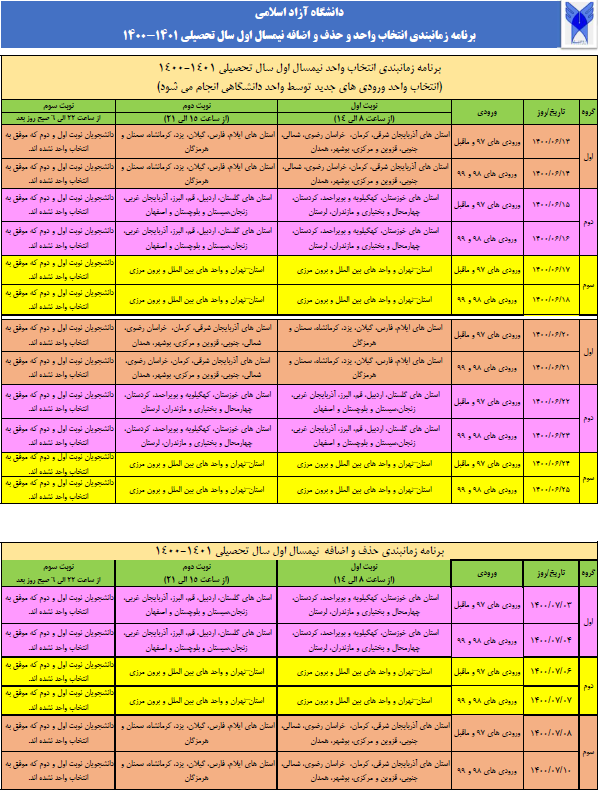 دانشگاه آزاد اسلامی
برنامه زمانبندی انتخاب واحد و حذف و اضافه نیمسال اول سال تحصیلی ۱۴۰۱-۱۴۰۰
برنامه زمانبندی انتخاب واحد نیمسال اول سال تحصیلی ۱۴۰۱-۱۴۰۰
(انتخاب واحد ورودی های جدید توسط واحد دانشگاهی انجام می شود)
گروه تاریخ/روز ورودی نوبت اول نوبت دوم نوبت سوم
(از ساعت ۸ الی ۱۴) (از ساعت ۱۵ الی ۲۱) از ساعت ۲۲ الی ۶ صبح روز بعد
اول
۱۴۰۰/۰۶/۱۳ ورودی های ۹۷ و ماقبل استان های آذربایجان شرقی، کرمان، خراسان رضوی، شمالی، استان های ایلام، فارس، گیلان، یزد، کرمانشاه، سمنان و دانشجویان نوبت اول و دوم که موفق به
جنوبی، قزوین و مرکزی، بوشهر، همدان هرمزگان انتخاب واحد نشده اند.
۱۴۰۰/۰۶/۱۴ ورودی های ۹۸ و ۹۹ استان های آذربایجان شرقی، کرمان، خراسان رضوی، شمالی، استان های ایلام، فارس، گیلان، یزد، کرمانشاه، سمنان و دانشجویان نوبت اول و دوم که موفق به
جنوبی، قزوین و مرکزی، بوشهر، همدان هرمزگان انتخاب واحد نشده اند.
دوم
۱۴۰۰/۰۶/۱۵ ورودی های ۹۷ و ماقبل استان های خوزستان، کهگیلویه و بویراحمد، کردستان، استان های گلستان، اردبیل، قم، البرز، آذربایجان غربی، دانشجویان نوبت اول و دوم که موفق به
چهارمحال و بختیاری و مازندران، لرستان زنجان،سیستان و بلوچستان و اصفهان انتخاب واحد نشده اند.
۱۴۰۰/۰۶/۱۶ ورودی های ۹۸ و ۹۹ استان های خوزستان، کهگیلویه و بویراحمد، کردستان، استان های گلستان، اردبیل، قم، البرز، آذربایجان غربی، دانشجویان نوبت اول و دوم که موفق به
چهارمحال و بختیاری و مازندران، لرستان زنجان،سیستان و بلوچستان و اصفهان انتخاب واحد نشده اند.
سوم
۱۴۰۰/۰۶/۱۷ ورودی های ۹۷ و ماقبل استان-تهران و واحد های بین الملل و برون مرزی استان-تهران و واحد های بین الملل و برون مرزی دانشجویان نوبت اول و دوم که موفق به
انتخاب واحد نشده اند.
۱۴۰۰/۰۶/۱۸ ورودی های ۹۸ و ۹۹ استان-تهران و واحد های بین الملل و برون مرزی استان-تهران و واحد های بین الملل و برون مرزی دانشجویان نوبت اول و دوم که موفق به
انتخاب واحد نشده اند.
اول
۱۴۰۰/۰۶/۲۰ ورودی های ۹۷ و ماقبل استان های ایلام، فارس، گیلان، یزد، کرمانشاه، سمنان و استان های آذربایجان شرقی، کرمان، خراسان رضوی، دانشجویان نوبت اول و دوم که موفق به
هرمزگان شمالی، جنوبی، قزوین و مرکزی، بوشهر، همدان انتخاب واحد نشده اند.
۱۴۰۰/۰۶/۲۱ ورودی های ۹۸ و ۹۹ استان های ایلام، فارس، گیلان، یزد، کرمانشاه، سمنان و استان های آذربایجان شرقی، کرمان، خراسان رضوی، دانشجویان نوبت اول و دوم که موفق به
هرمزگان شمالی، جنوبی، قزوین و مرکزی، بوشهر، همدان انتخاب واحد نشده اند.
دوم
۱۴۰۰/۰۶/۲۲ ورودی های ۹۷ و ماقبل استان های گلستان، اردبیل، قم، البرز، آذربایجان غربی، استان های خوزستان، کهگیلویه و بویراحمد، کردستان، دانشجویان نوبت اول و دوم که موفق به
زنجان،سیستان و بلوچستان و اصفهان چهارمحال و بختیاری و مازندران، لرستان انتخاب واحد نشده اند.
۱۴۰۰/۰۶/۲۳ ورودی های ۹۸ و ۹۹ استان های گلستان، اردبیل، قم، البرز، آذربایجان غربی، استان های خوزستان، کهگیلویه و بویراحمد، کردستان، دانشجویان نوبت اول و دوم که موفق به
زنجان،سیستان و بلوچستان و اصفهان چهارمحال و بختیاری و مازندران، لرستان انتخاب واحد نشده اند.
سوم
۱۴۰۰/۰۶/۲۴ ورودی های ۹۷ و ماقبل استان-تهران و واحد های بین الملل و برون مرزی استان-تهران و واحد های بین الملل و برون مرزی دانشجویان نوبت اول و دوم که موفق به
انتخاب واحد نشده اند.
۱۴۰۰/۰۶/۲۵ ورودی های ۹۸ و ۹۹ استان-تهران و واحد های بین الملل و برون مرزی استان-تهران و واحد های بین الملل و برون مرزی دانشجویان نوبت اول و دوم که موفق به
انتخاب واحد نشده اند.
برنامه زمانبندی حذف و اضافه نیمسال اول سال تحصیلی ۱۴۰۱-۱۴۰۰
گروه تاریخ/روز ورودی نوبت اول نوبت دوم نوبت سوم
(از ساعت ۸ الی ۱۴) (از ساعت ۱۵ الی ۲۱) از ساعت ۲۲ الی ۶ صبح روز بعد
اول
۱۴۰۰/۰۷/۰۳ ورودی های ۹۷ و ماقبل استان های خوزستان، کهگیلویه و بویراحمد، کردستان، استان های گلستان، اردبیل، قم، البرز، آذربایجان غربی، دانشجویان نوبت اول و دوم که موفق به
چهارمحال و بختیاری و مازندران، لرستان زنجان،سیستان و بلوچستان و اصفهان انتخاب واحد نشده اند.
۱۴۰۰/۰۷/۰۴ ورودی های ۹۸ و ۹۹ استان های خوزستان، کهگیلویه و بویراحمد، کردستان، استان های گلستان، اردبیل، قم، البرز، آذربایجان غربی، دانشجویان نوبت اول و دوم که موفق به
چهارمحال و بختیاری و مازندران، لرستان زنجان،سیستان و بلوچستان و اصفهان انتخاب واحد نشده اند.
دوم
۱۴۰۰/۰۷/۰۶ ورودی های ۹۷ و ماقبل استان-تهران و واحد های بین الملل و برون مرزی استان-تهران و واحد های بین الملل و برون مرزی دانشجویان نوبت اول و دوم که موفق به
انتخاب واحد نشده اند.
۱۴۰۰/۰۷/۰۷ ورودی های ۹۸ و ۹۹ استان-تهران و واحد های بین الملل و برون مرزی استان-تهران و واحد های بین الملل و برون مرزی دانشجویان نوبت اول و دوم که موفق به
انتخاب واحد نشده اند.
سوم
۱۴۰۰/۰۷/۰۸ ورودی های ۹۷ و ماقبل استان های آذربایجان شرقی، کرمان، خراسان رضوی، شمالی، استان های ایلام، فارس، گیلان، یزد، کرمانشاه، سمنان و دانشجویان نوبت اول و دوم که موفق به
جنوبی، قزوین و مرکزی، بوشهر، همدان هرمزگان انتخاب واحد نشده اند.
۱۴۰۰/۰۷/۱۰ ورودی های ۹۸ و ۹۹ استان های آذربایجان شرقی، کرمان، خراسان رضوی، شمالی، استان های ایلام، فارس، گیلان، یزد، کرمانشاه، سمنان و دانشجویان نوبت اول و دوم که موفق به
جنوبی، قزوین و مرکزی، بوشهر، همدان هرمزگان انتخاب واحد نشده اند.